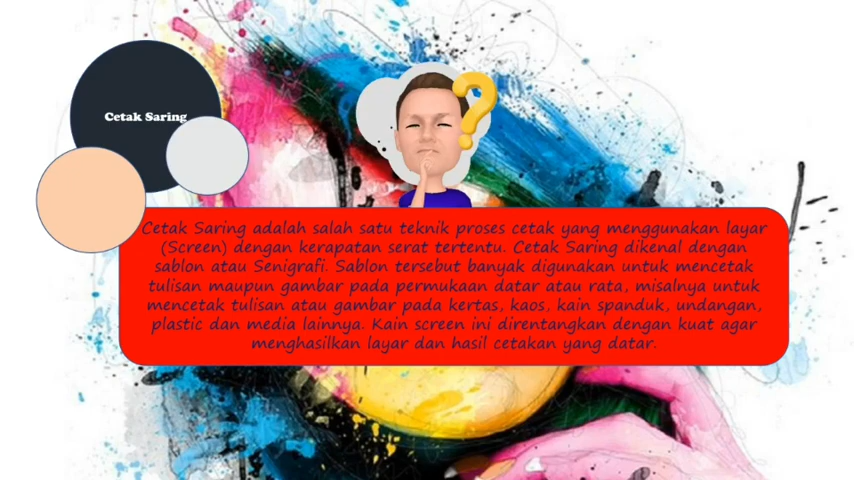 Cetak Saring
Cetak Saring adalah salah satu teknik proses cetak yang menggunakan layar
(Screen) dengan kerapatan serat tertentu. Cetak Saring dikenal dengan
sablon atau Senigrafi. Sablon tersebut banyak digunakan untuk mencetak
tulisan maupun gambar pada permukaan datar atau rata, misalnya untuk
mencetak tulisan atau gambar pada kertas, kaos, kain spanduk, undangan,
plastic dan media lainnya. Kain screen ini direntangkan dengan kuat agar
menghasilkan layar dan hasil cetakan yang datar.